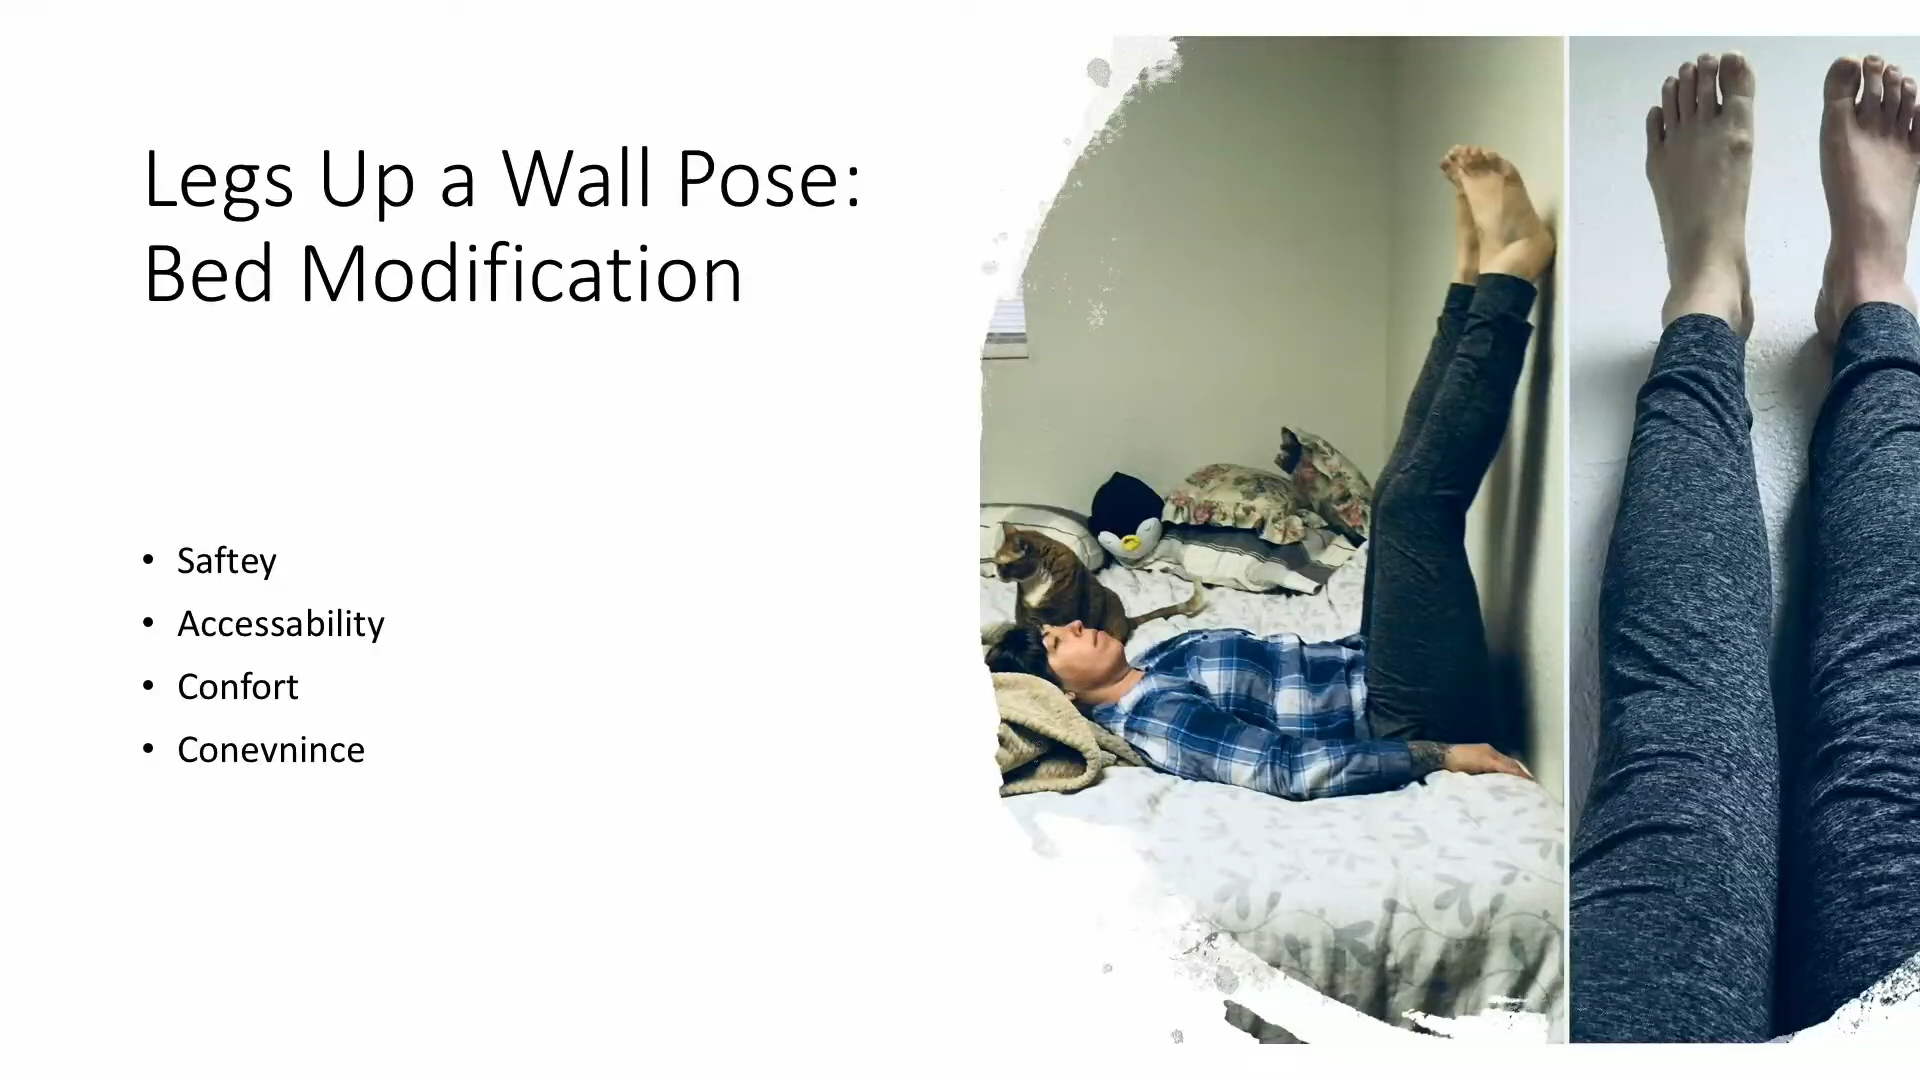 Legs Up a Wall Pose:
Bed Modification
• Saftey
• Accessability
• Confort
• Conevnince